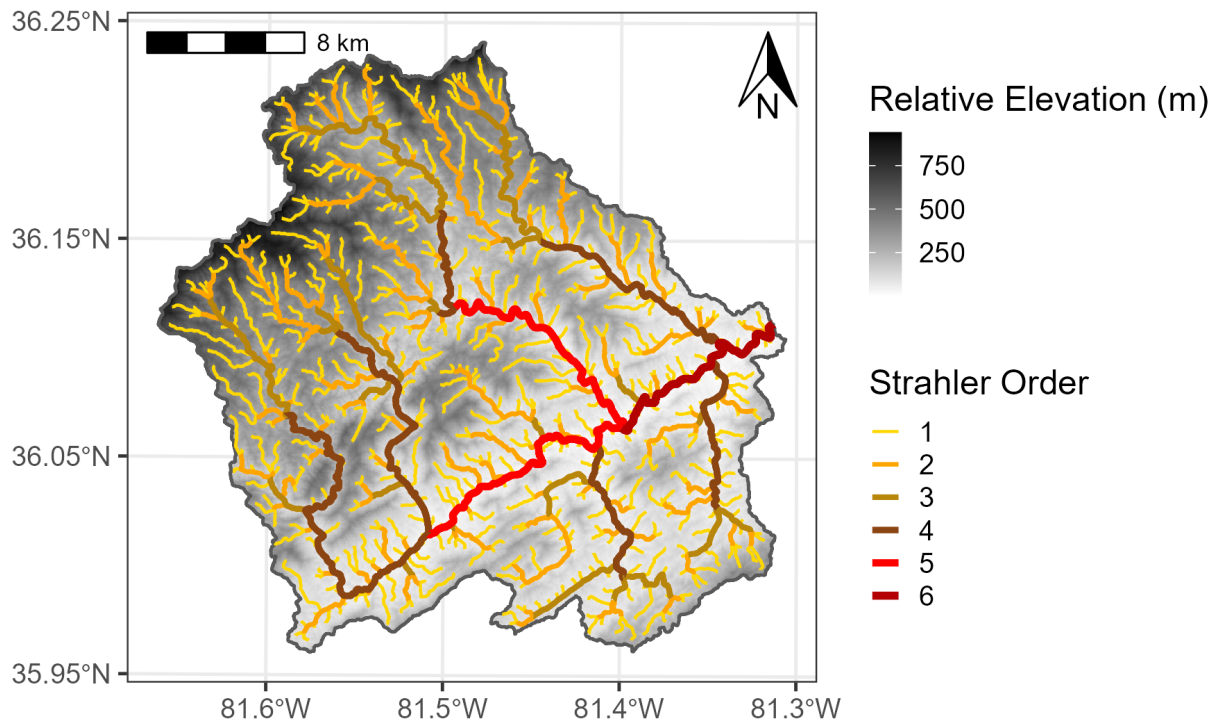 36.25°N
36.15°N
36.05°N
35.95°N
81.6°W
81.5°W
81.4°W
81.3°W
8 km
N
Relative Elevation (m)
750
500
250
Strahler Order
1
2
3
4
5
6